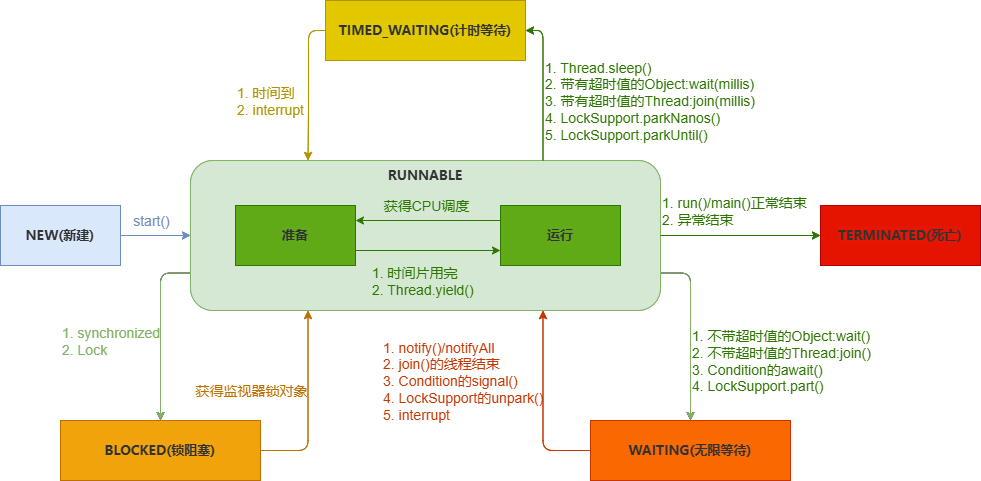 TIMED_WAITING(计时等待)
1. 时间到
2. interrupt
1. Thread.sleep()
2. 带有超时值的Object:wait(millis)
3. 带有超时值的Thread:join(millis)
4. LockSupport.parkNanos()
5. LockSupport.parkUntil()
RUNNABLE
NEW(新建)
start()
准备
获得CPU调度
运行
1. 时间片用完
2. Thread.yield()
1. run()/main()正常结束
2. 异常结束
TERMINATED(死亡)
1. synchronized
2. Lock
获得监视器锁对象
1. notify()/notifyAll
2. join()的线程结束
3. Condition的signal()
4. LockSupport的unpark()
5. interrupt
1. 不带超时值的Object:wait()
2. 不带超时值的Thread:join()
3. Condition的await()
4. LockSupport.part()
BLOCKED(锁阻塞)
WAITING(无限等待)